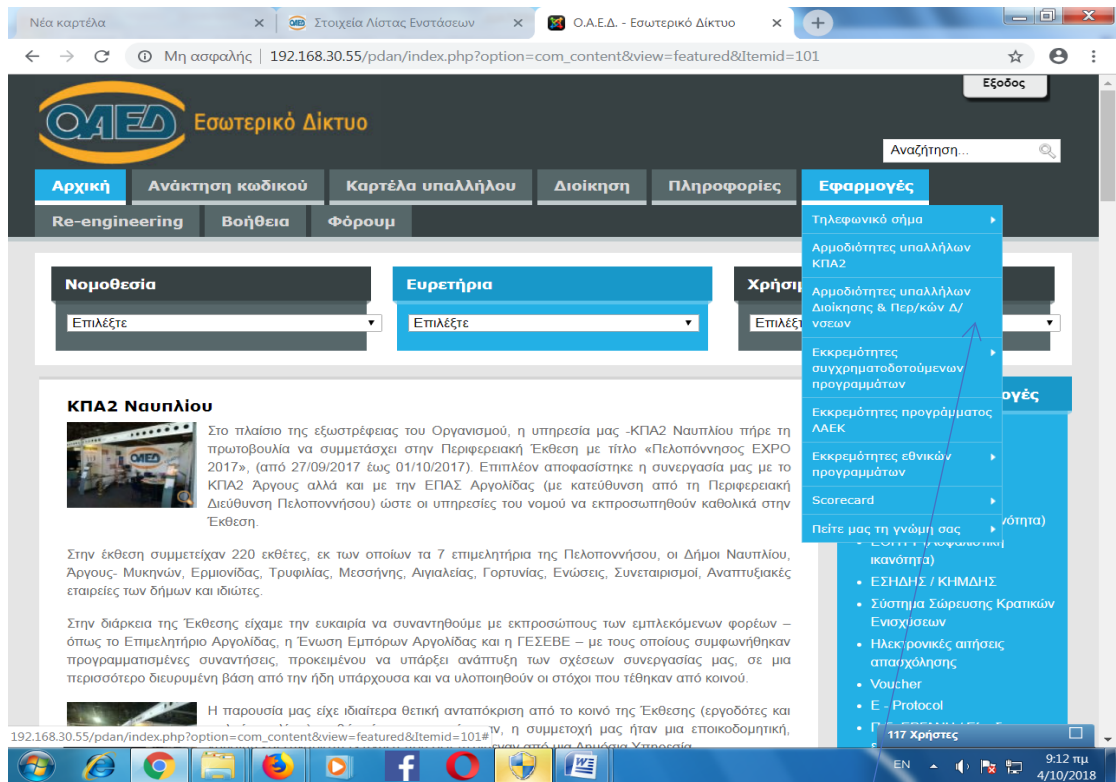 Νέα καρτέλα
Στοιχεία Λίστας Ενστάσεων
Ο.Α.Ε.Δ. - Εσωτερικό Δίκτυο
Μη ασφαλής | 192.168.30.55/pdan/index.php?option=com_content&view=featured&Itemid=101
Εξοδος
ΟΑΕD Εσωτερικό Δίκτυο
Αναζήτηση...
Αρχική Ανάκτηση κωδικού Καρτέλα υπαλλήλου Διοίκηση Πληροφορίες Εφαρμογές
Re-engineering Βοήθεια Φόρουμ
Τηλεφωνικό σήμα
Αρμοδιότητες υπαλλήλων
ΚΠΑ2
Αρμοδιότητες υπαλλήλων
Διοίκησης & Περ/κών Δ/
νσεων
Εκκρεμότητες
συγχρηματοδοτούμενων
προγραμμάτων
Εκκρεμότητες προγράμματος
ΛΑΕΚ
Εκκρεμότητες εθνικών
προγραμμάτων
Scorecard
Πείτε μας τη γνώμη σας
Νομοθεσία
Επιλέξτε
Ευρετήρια
Επιλέξτε
ΚΠΑ2 Ναυπλίου
Στο πλαίσιο της εξωστρέφειας του Οργανισμού, η υπηρεσία μας -ΚΠΑ2 Ναυπλίου πήρε τη
πρωτοβουλία να συμμετάσχει στην Περιφερειακή Έκθεση με τίτλο «Πελοπόννησος EXPO
2017», (από 27/09/2017 έως 01/10/2017). Επιπλέον αποφασίστηκε η συνεργασία μας με το
ΚΠΑ2 Άργους αλλά και με την ΕΠΑΣ Αργολίδας (με κατεύθυνση από τη Περιφερειακή
Διεύθυνση Πελοποννήσου) ώστε οι υπηρεσίες του νομού να εκπροσωπηθούν καθολικά στην
Έκθεση.
Στην έκθεση συμμετείχαν 220 εκθέτες, εκ των οποίων τα 7 επιμελητήρια της Πελοποννήσου, οι Δήμοι Ναυπλίου,
Άργους- Μυκηνών, Ερμιονίδας, Τρυφιλίας, Μεσσήνης, Αιγιαλείας, Γορτυνίας, Ενώσεις, Συνεταιρισμοί, Αναπτυξιακές
εταιρείες των δήμων και ιδιώτες.
Στην διάρκεια της Έκθεσης είχαμε την ευκαιρία να συναντηθούμε με εκπροσώπους των εμπλεκόμενων φορέων –
όπως το Επιμελητήριο Αργολίδας, η Ένωση Εμπόρων Αργολίδας και η ΓΕΣΕΒΕ – με τους οποίους συμφωνήθηκαν
προγραμματισμένες συναντήσεις, προκειμένου να υπάρξει ανάπτυξη των σχέσεων συνεργασίας μας, σε μια
περισσότερο διευρυμένη βάση από την ήδη υπάρχουσα και να υλοποιηθούν οι στόχοι που τέθηκαν από κοινού.
Η παρουσία μας είχε ιδιαίτερα θετική ανταπόκριση από το κοινό της Έκθεσης (εργοδότες και
συμμετοχή μας ήταν μια εποικοδομητική,
από μια Δημόσια Υπηρεσία
ικανότητα)
ΕΣΗΔΗΣ / ΚΗΜΔΗΣ
Σύστημα Σώρευσης Κρατικών
Ενισχύσεων
Ηλεκτρονικές αιτήσεις
απασχόλησης
Voucher
E - Protocol
117 Χρήστες
192.168.30.55/pdan/index.php?option=com_content&view=featured&Itemid=101#
EN
9:12 πμ
4/10/2018